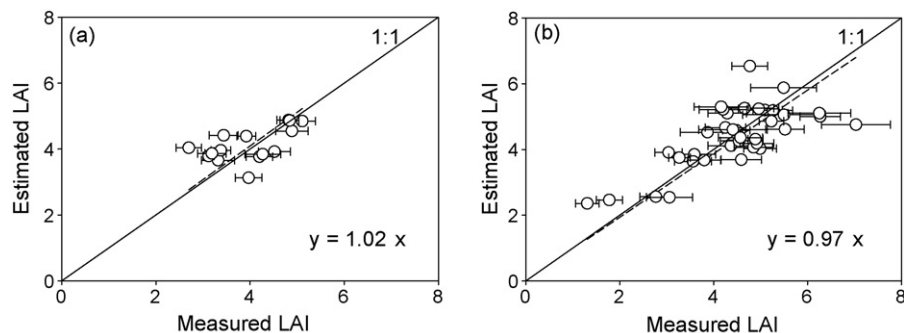 (a)
1:1
y = 1.02 x
Estimated LAI
8
6
4
2
0
0 2 4 6 8
Measured LAI
(b)
1:1
y = 0.97 x
Estimated LAI
8
6
4
2
0
0 2 4 6 8
Measured LAI